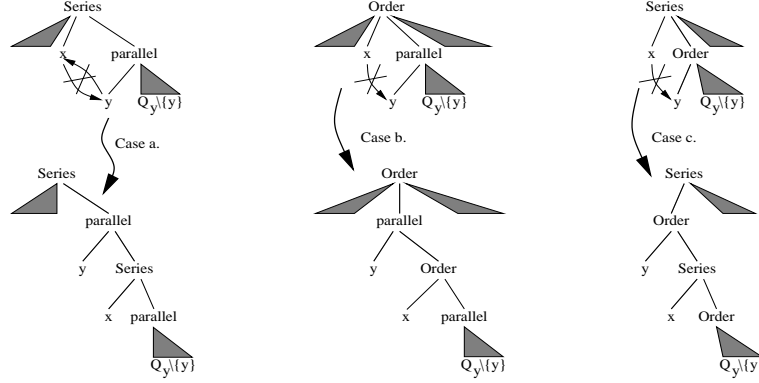 Series Order Series
x parallel x parallel x Order
y Q_y\{y} y Q_y\{y} y Q_y\{y}
Case a. Case b. Case c.
Series Order Series
parallel parallel Order
y Series y Order y Series
x parallel x parallel x Order
Q_y\{y} Q_y\{y} Q_y\{y}